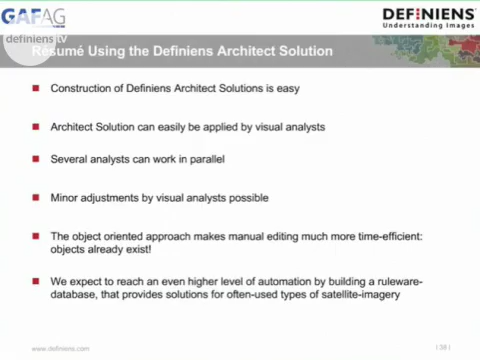 GAFAG
DEFINIENS
Understanding Images
definiens tv
Résumé Using the Definiens Architect Solution
Construction of Definiens Architect Solutions is easy
Architect Solution can easily be applied by visual analysts
Several analysts can work in parallel
Minor adjustments by visual analysts possible
The object oriented approach makes manual editing much more time-efficient:
objects already exist!
We expect to reach an even higher level of automation by building a ruleware-
database, that provides solutions for often-used types of satellite-imagery
www.definiens.com